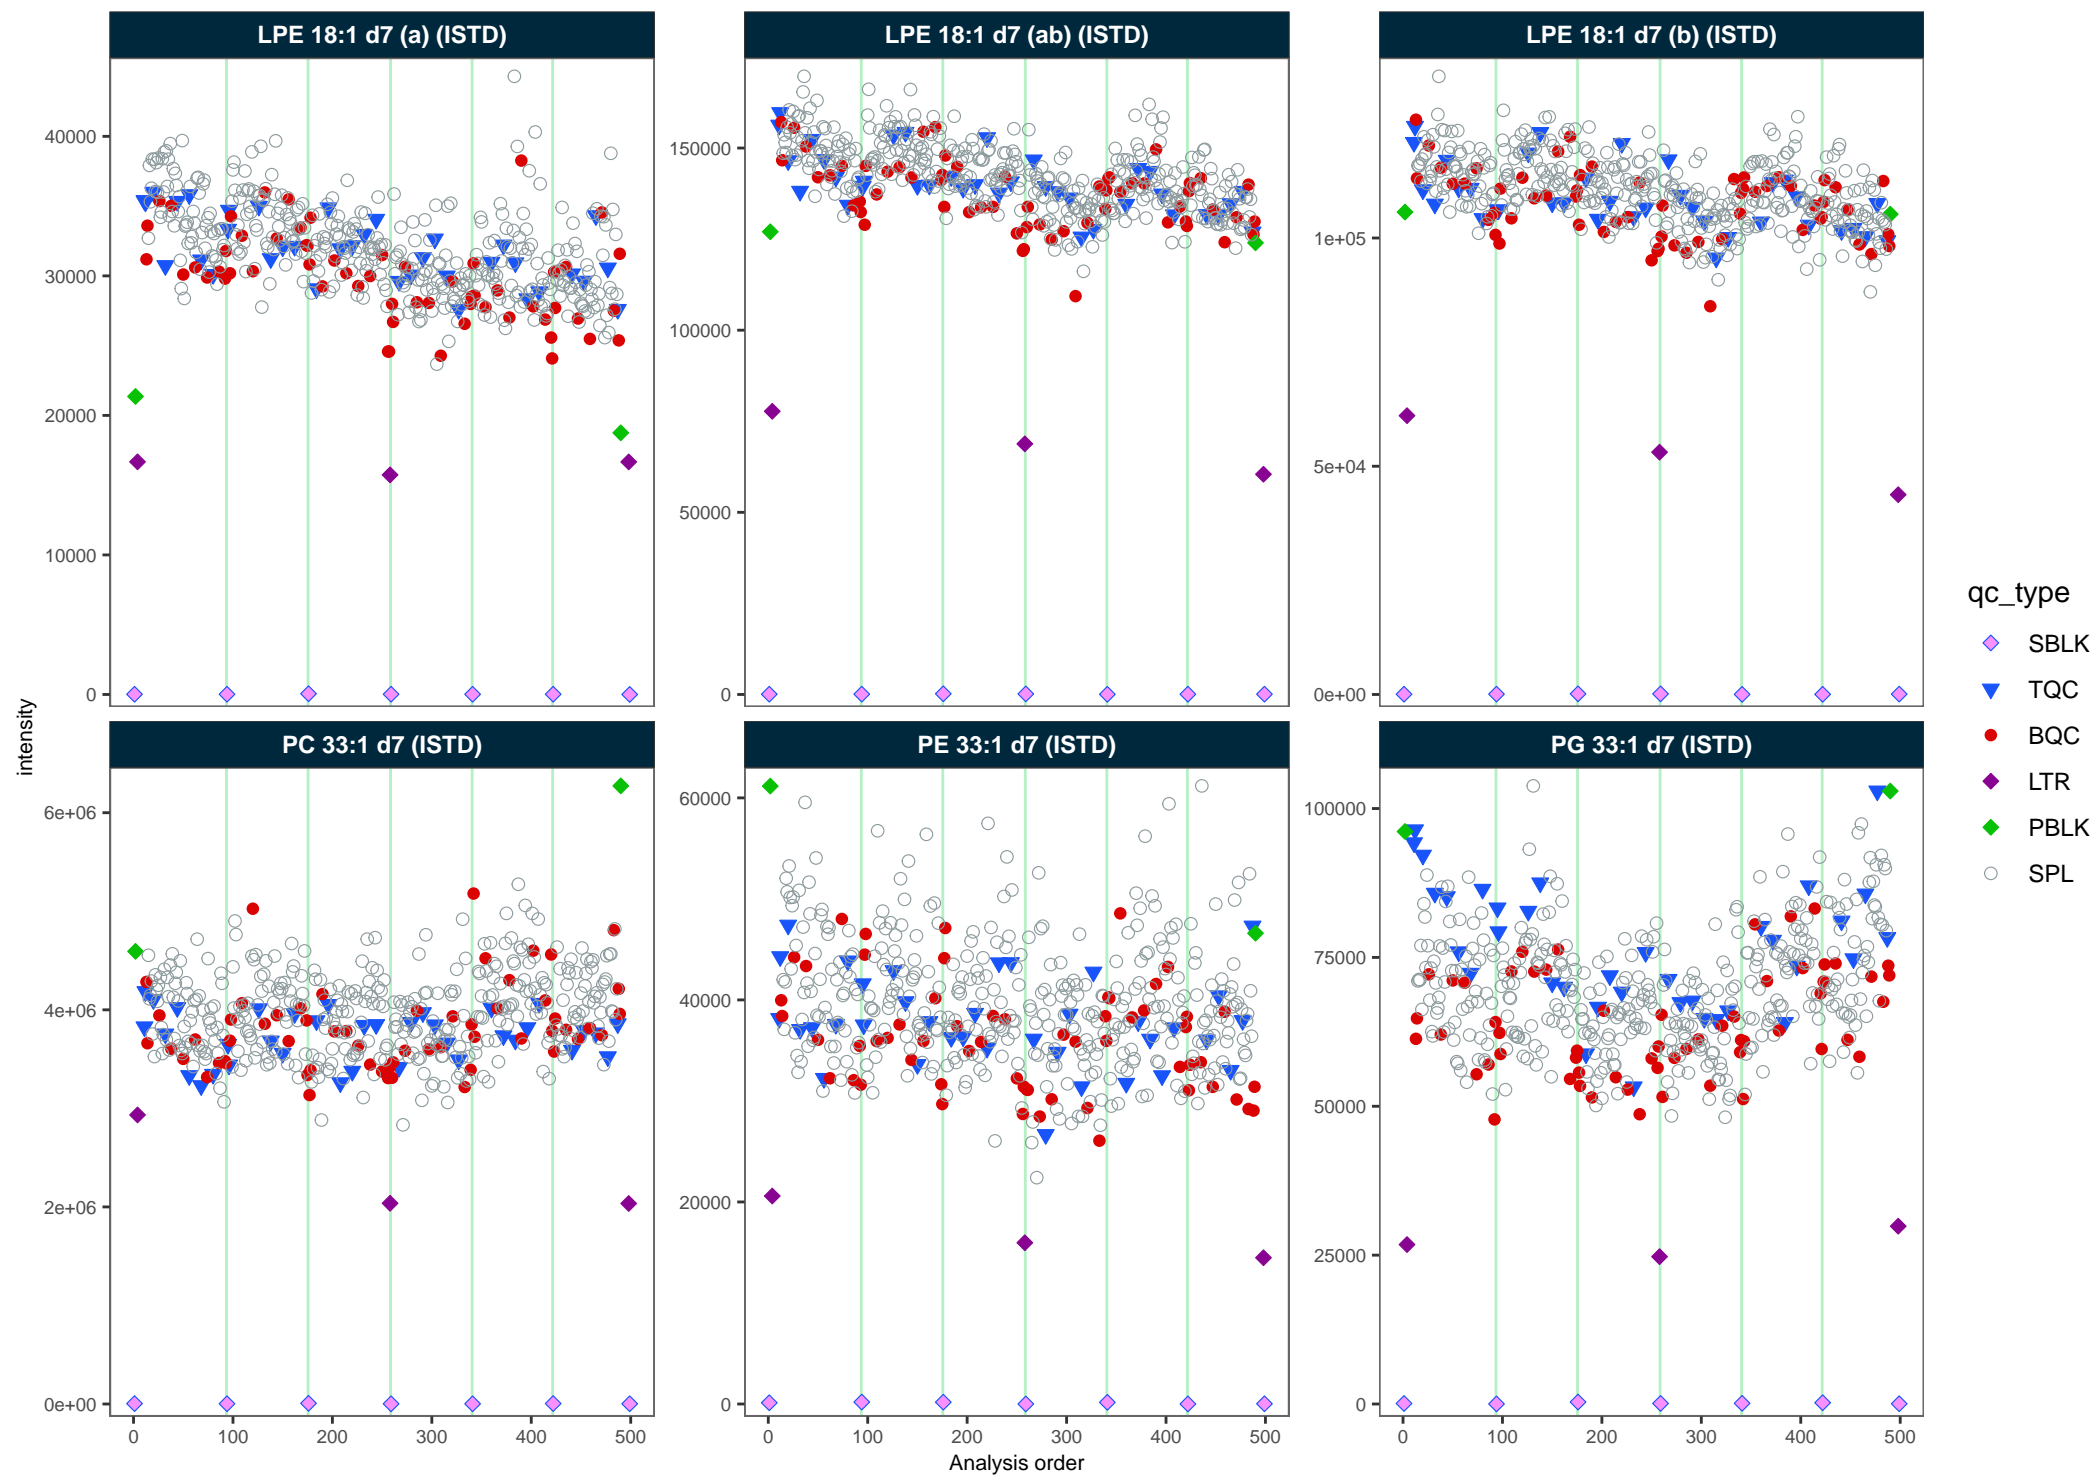 LPE 18:1 d7 (a) (ISTD)
LPE 18:1 d7 (ab) (ISTD)
LPE 18:1 d7 (b) (ISTD)
40000
30000
20000
10000
0
150000
100000
50000
0
1e+05
5e+04
0e+00
intensity
PC 33:1 d7 (ISTD)
PE 33:1 d7 (ISTD)
PG 33:1 d7 (ISTD)
6e+06
4e+06
2e+06
0e+00
60000
40000
20000
0
100000
75000
50000
25000
0
0 100 200 300 400 500
0 100 200 300 400 500
0 100 200 300 400 500
Analysis order
qc_type
SBLK
TQC
BQC
LTR
PBLK
SPL